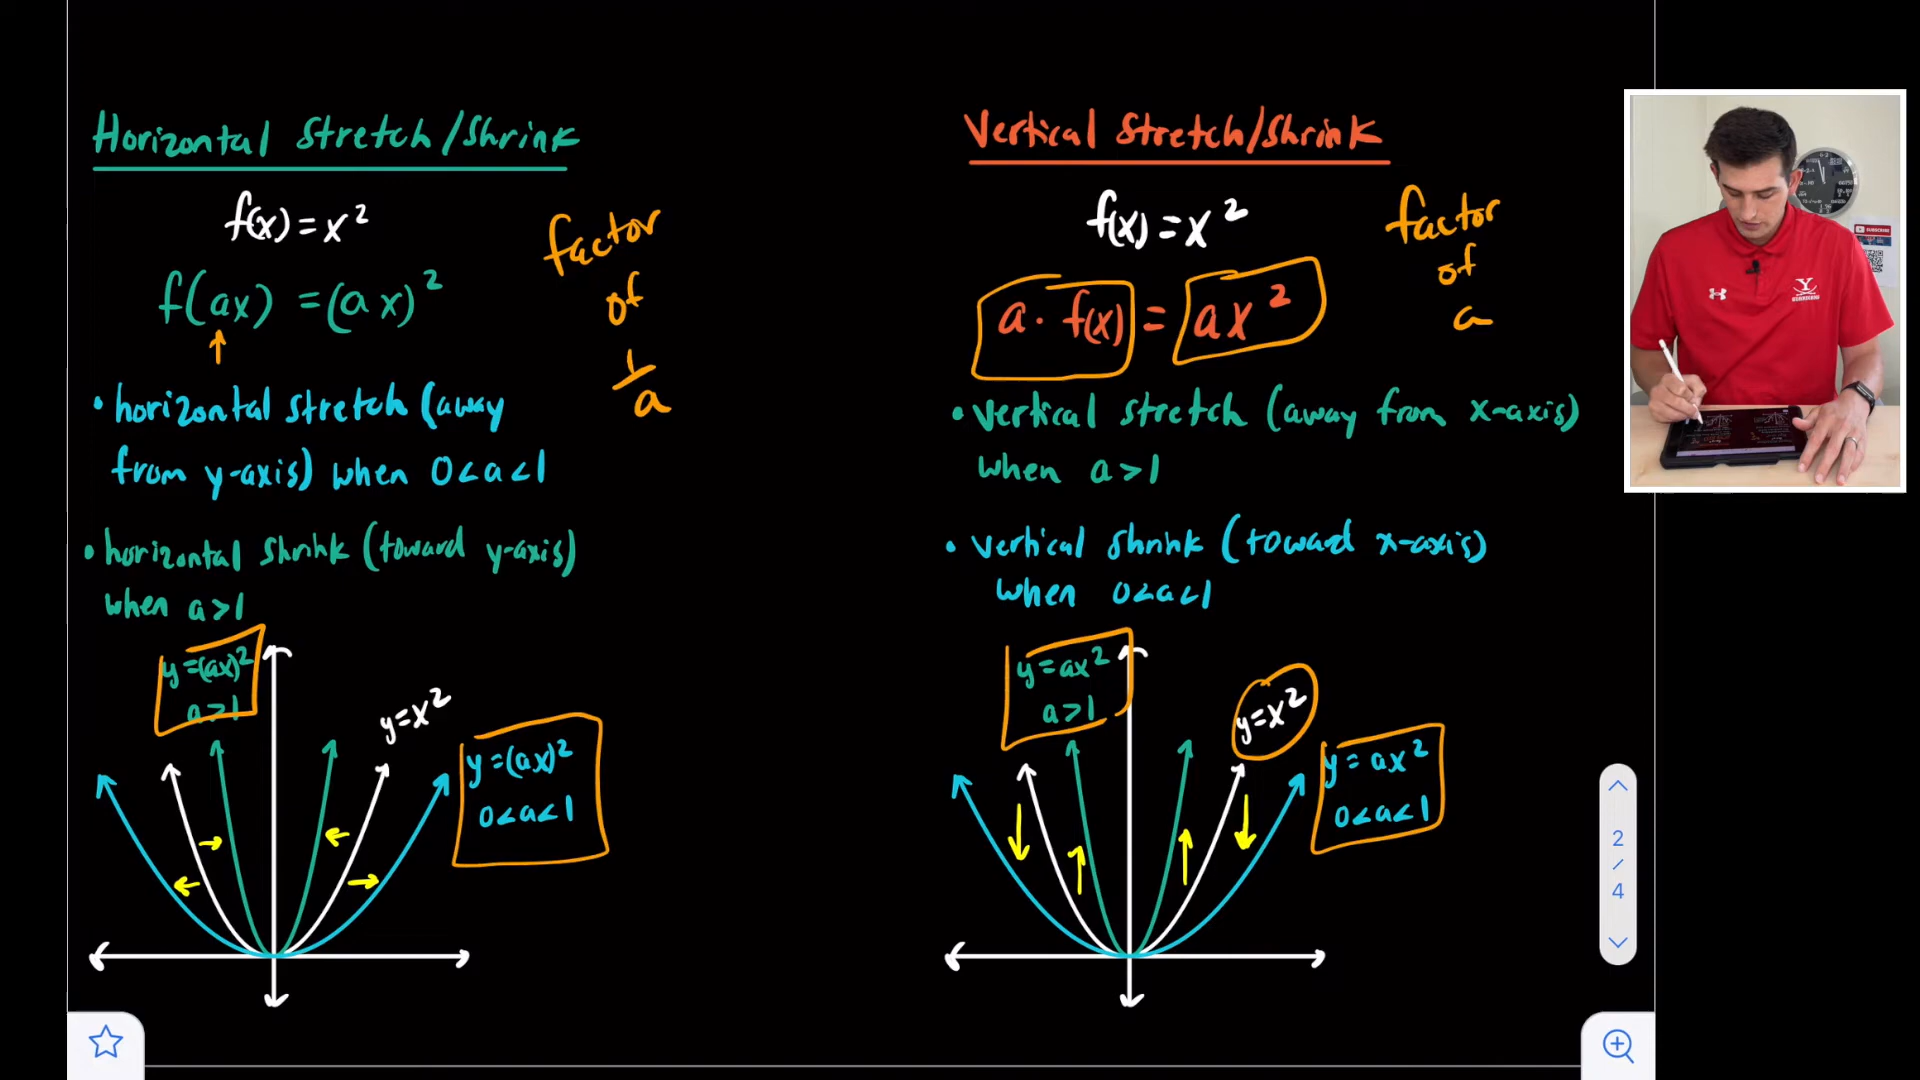 Horizontal Stretch/Shrink
f(x) = x²
f(ax) = (ax)²
factor
of
1/a
• horizontal stretch (away
from y-axis) when 0<a<1
• horizontal shrink (toward y-axis)
when a>1
y=(ax)²
a>1
y=x²
y=(ax)²
0<a<1
Vertical Stretch/Shrink
f(x) = x²
a · f(x) = ax²
factor
of
a
• Vertical stretch (away from x-axis)
when a>1
• vertical shrink (toward x-axis)
when 0<a<1
y=ax²
a>1
y=x²
y=ax²
0<a<1
SUBSCRIBE
Y
2
/
4